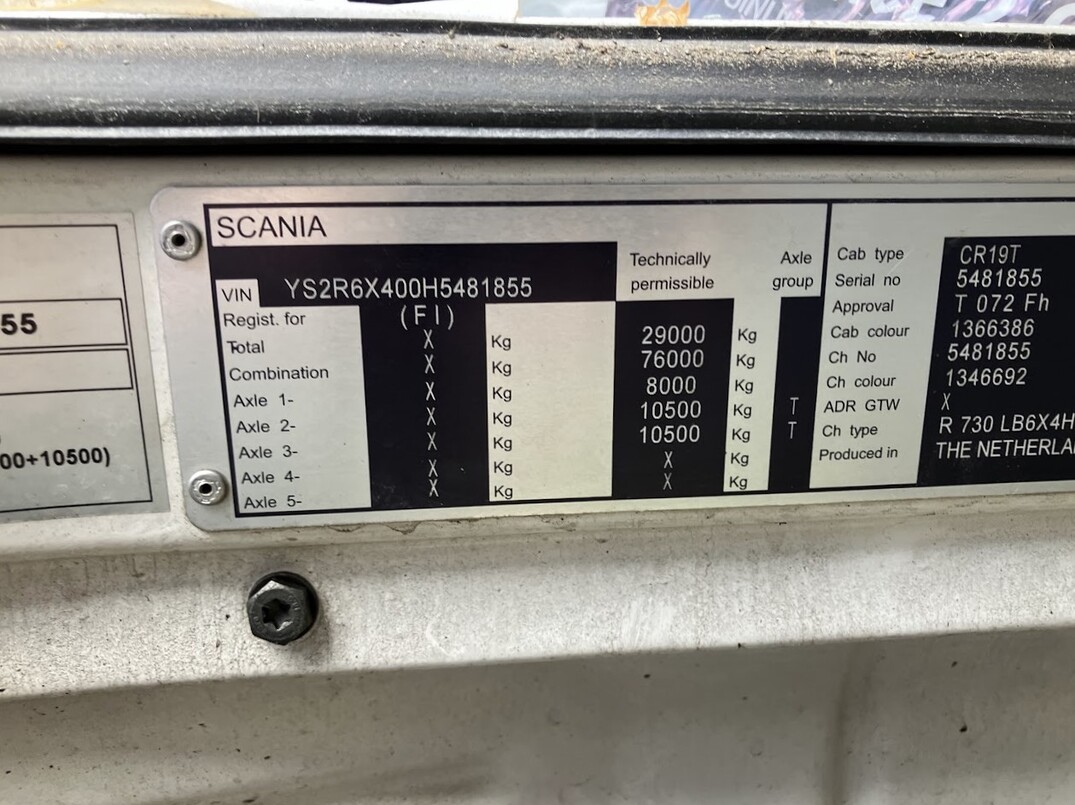 SCANIA
VIN YS2R6X400H5481855
Technically permissible
Axle group
Regist. for (FI)
Total X Kg 29000 Kg
Combination X Kg 76000 Kg
Axle 1- X Kg 8000 Kg
Axle 2- X Kg 10500 Kg T
Axle 3- X Kg 10500 Kg T
Axle 4- X Kg X Kg
Axle 5- X Kg X Kg
Cab type CR19T
Serial no 5481855
Approval T 072 Fh
Cab colour 1366386
Ch No 5481855
Ch colour 1346692
ADR GTW X
Ch type R 730 LB6X4H
Produced in THE NETHERLA
55
00+10500)